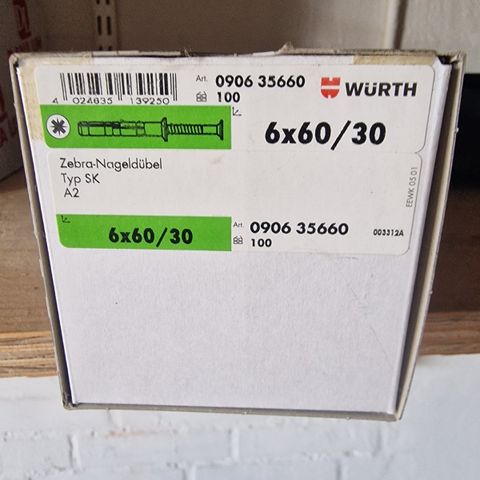 Art. 0906 35660
100
WÜRTH
4 024835 139250
6x60/30
Zebra-Nageldübel
Typ SK
A2
EEWK 05 01
6x60/30
Art. 0906 35660
100
003312A